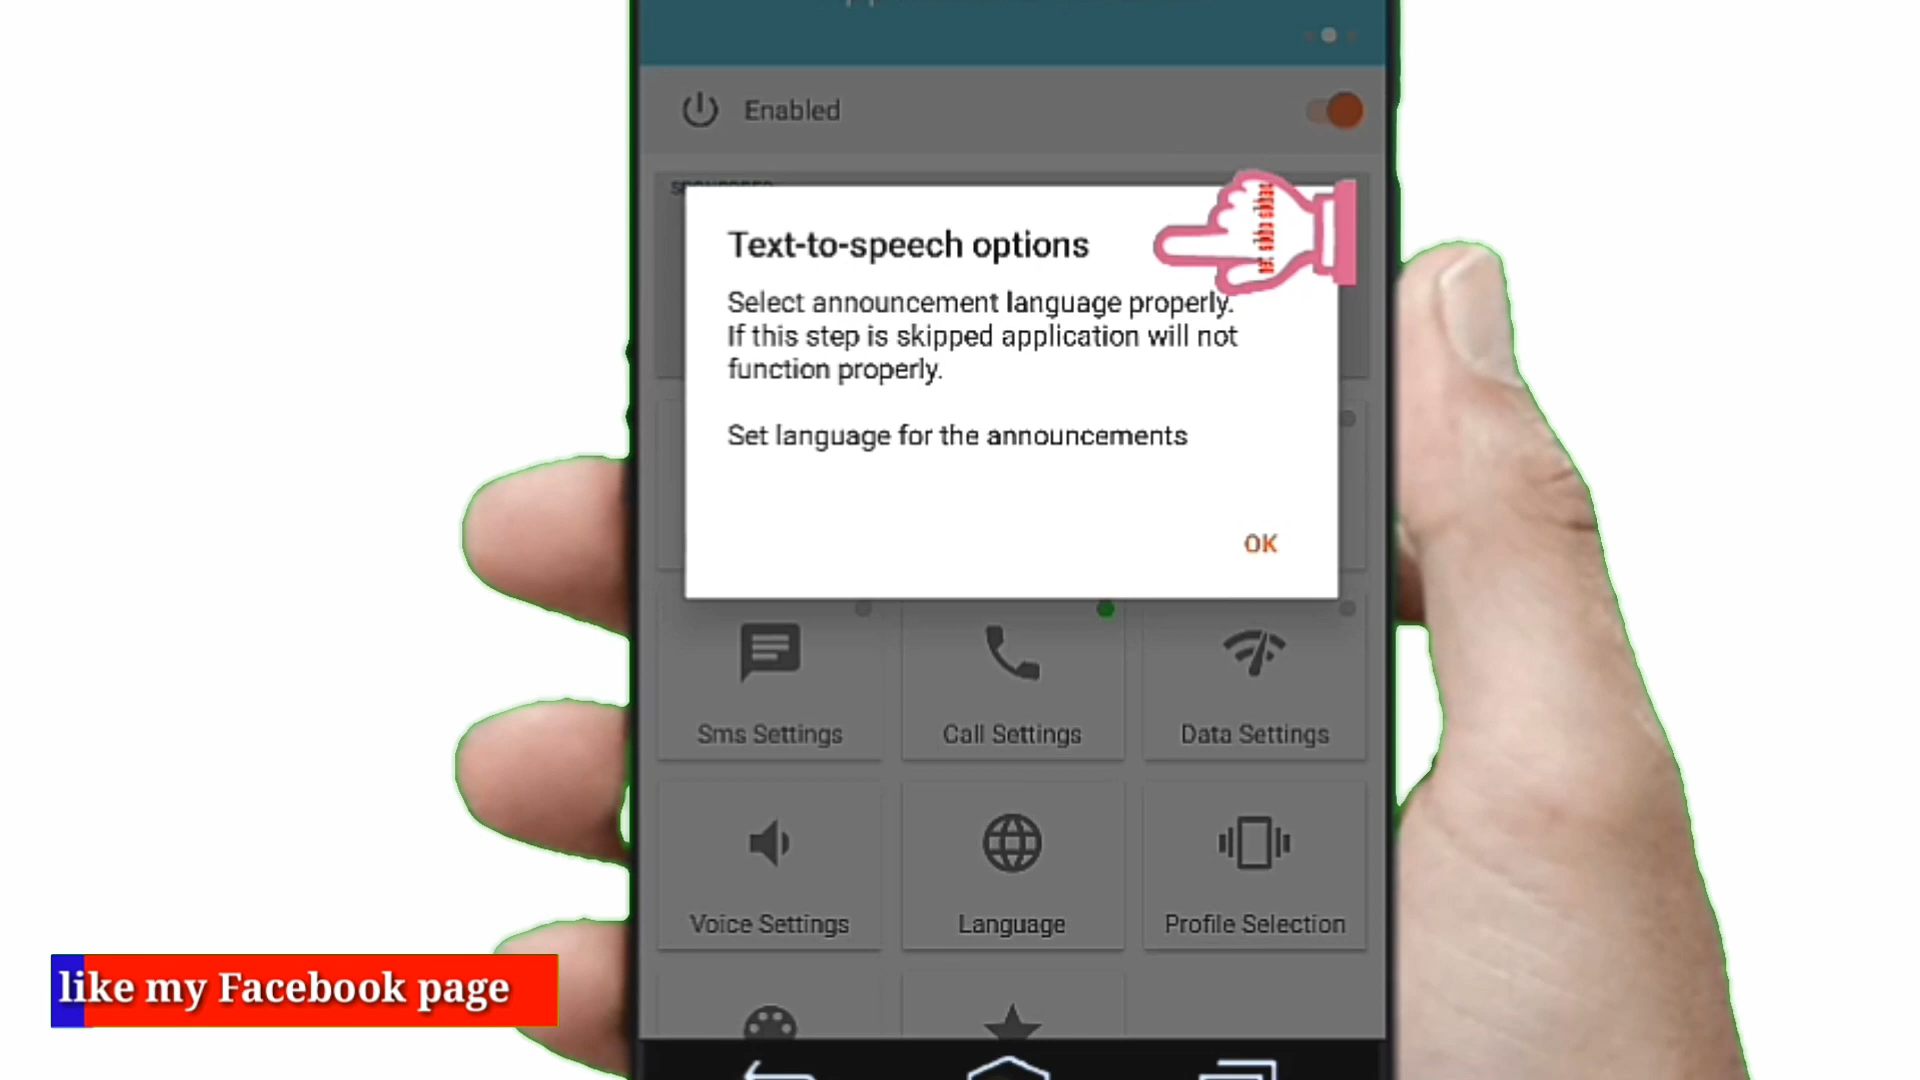 Enabled
Text-to-speech options
Select announcement language properly.
If this step is skipped application will not
function properly.
Set language for the announcements
OK
Sms Settings
Call Settings
Data Settings
Voice Settings
Language
Profile Selection
like my Facebook page